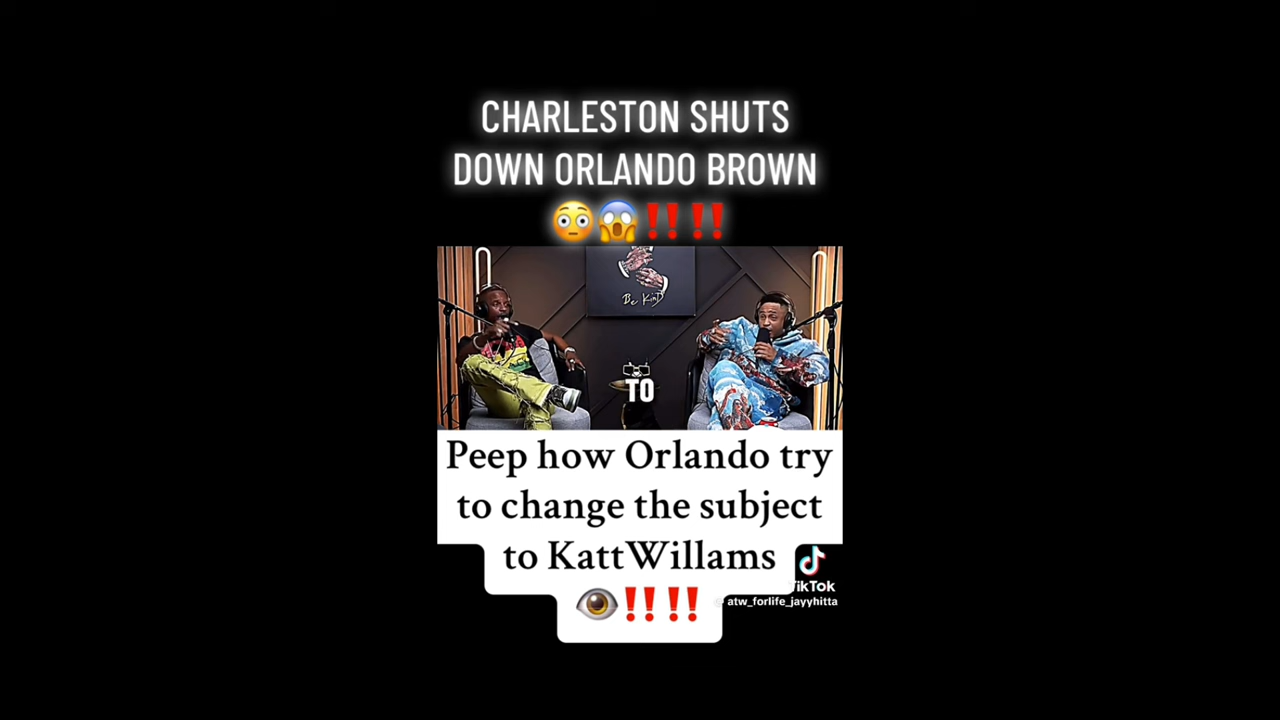 CHARLESTON SHUTS
DOWN ORLANDO BROWN
😳😱‼️‼️
Be KinD
TO
Peep how Orlando try
to change the subject
to KattWillams
👁️‼️‼️
TikTok
atw_forlife_jayyhitta